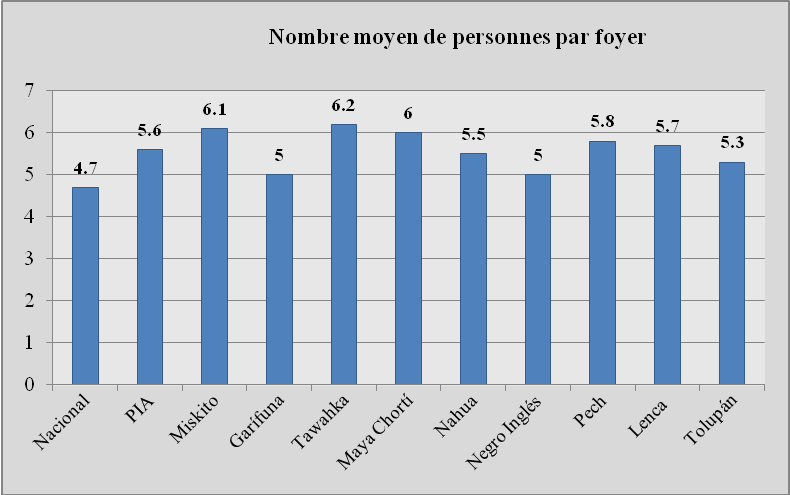 Nombre moyen de personnes par foyer
7
6
5
4
3
2
1
0
4.7
5.6
6.1
5
6.2
6
5.5
5
5.8
5.7
5.3
Nacional
PIA
Miskito
Garífuna
Tawahka
Maya Chortí
Nahua
Negro Inglés
Pech
Lenca
Tolupán